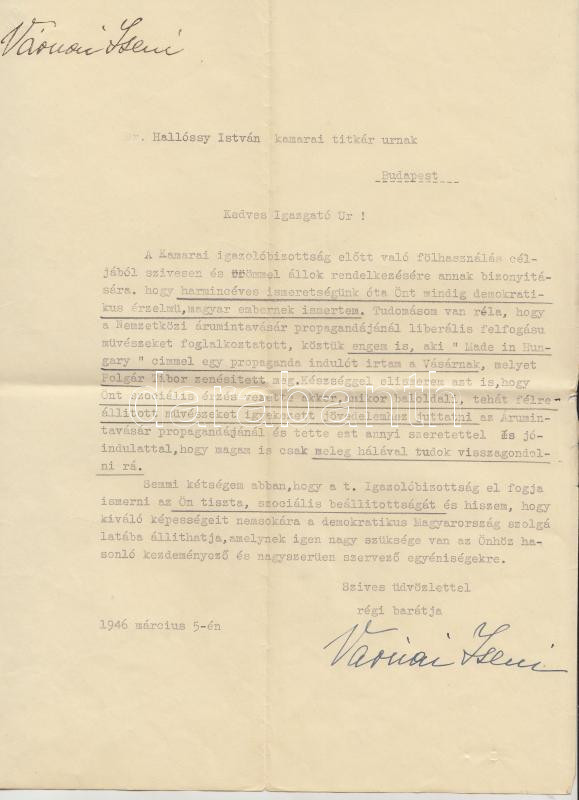 Várnai Zseni
Dr. Hallóssy István kamarai titkár urnak
Budapest
Kedves Igazgató Ur !
A Kamarai igazolóbizottság előtt való fölhasználás cél-
jából szivesen és örömmel állok rendelkezésére annak bizonyitá-
sára. hogy harmincéves ismeretségünk óta Önt mindig demokrati-
kus érzelmü,magyar embernek ismertem. Tudomásom van róla, hogy
a Nemzetközi árumintavásár propagandájánál liberális felfogásu
müvészeket foglalkoztatott, köztük engem is, aki " Made in Hun-
gary " cimmel egy propaganda indulót irtam a Vásárnak, melyet
Polgár Tibor zenésitett meg.Készséggel elismerem azt is,hogy
Önt szociális érzés vezette akkor,mikor baloldali, tehát félre-
állitott müvészeket igyekezett jövedelemhez juttatni az Árumin-
tavásár propagandájánál és tette ezt annyi szeretettel és jó-
indulattal,hogy magam is csak meleg hálával tudok visszagondol-
ni rá.
Semmi kétségem abban,hogy a t. Igazolóbizottság el fogja
ismerni az Ön tiszta, szociális beállitottságát és hiszem, hogy
kiváló képességeit nemsokára a demokratikus Magyarország szolgá
latába állithatja,amelynek igen nagy szüksége van az Önhöz ha-
sonló kezdeményező és nagyszerüen szervező egyéniségekre.
Szives üdvözlettel
régi barátja
1946 március 5-én
Várnai Zseni
darabanth